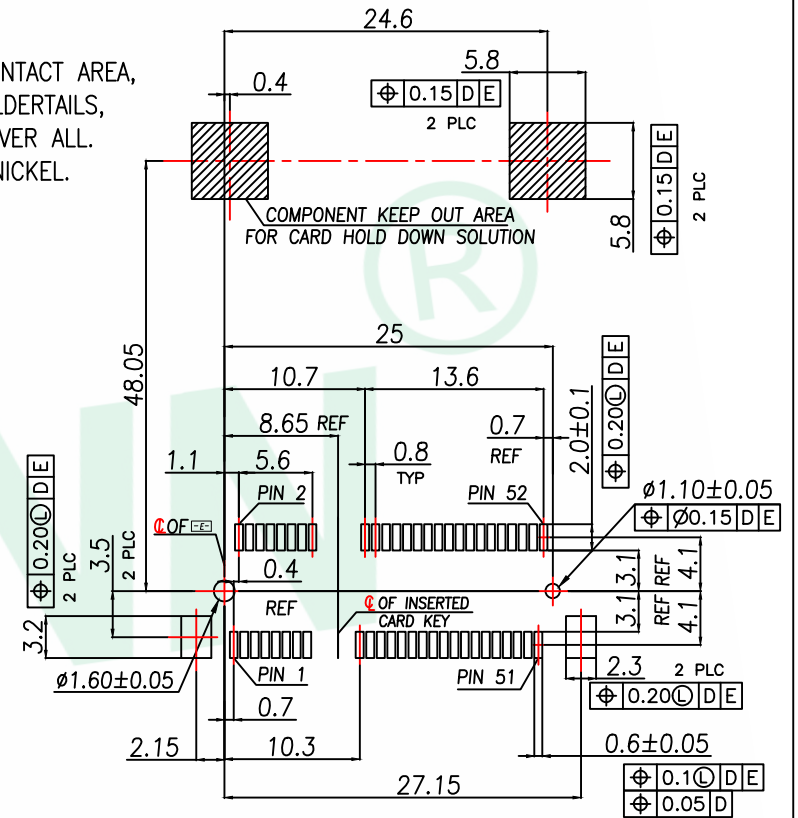 24.6
NTACT AREA,
LDERTAILS,
VER ALL.
NICKEL.
0.4
5.8
⌖ 0.15 D E
2 PLC
5.8
⌖ 0.15 D E
2 PLC
COMPONENT KEEP OUT AREA
FOR CARD HOLD DOWN SOLUTION
®
48.05
25
10.7
13.6
8.65 REF
0.7
REF
2.0±0.1
⌖ 0.20Ⓛ D E
1.1
5.6
0.8
TYP
PIN 2
PIN 52
Ø1.10±0.05
⌖ Ø0.15 D E
℄ OF -E-
⌖ 0.20Ⓛ D E
2 PLC
3.5
2 PLC
0.4
REF
3.1
REF
4.1
3.1
REF
4.1
℄ OF INSERTED
CARD KEY
3.2
Ø1.60±0.05
PIN 1
PIN 51
2.3 2 PLC
⌖ 0.20Ⓛ D E
0.7
2.15
10.3
0.6±0.05
27.15
⌖ 0.1Ⓛ D E
⌖ 0.05 D
NN